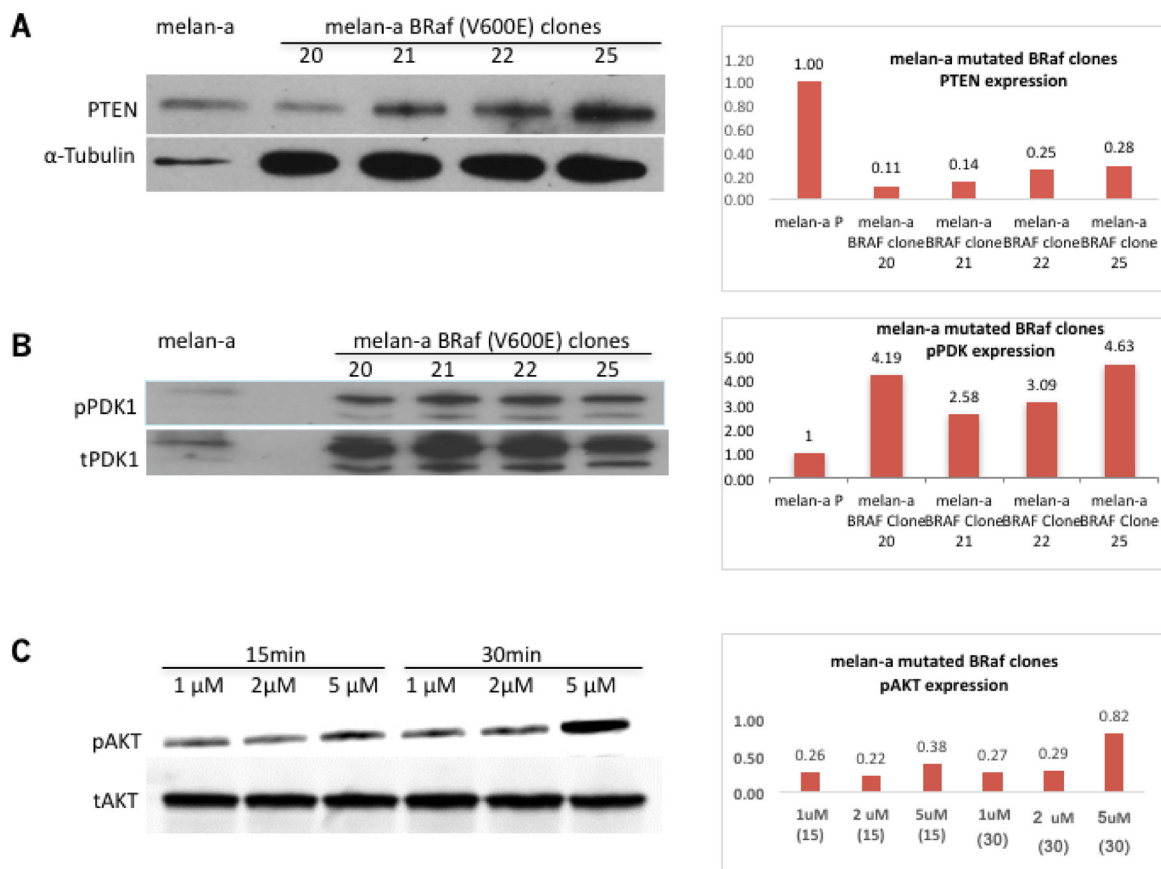 A
melan-a
melan-a BRaf (V600E) clones
20 21 22 25
PTEN
α-Tubulin
melan-a mutated BRaf clones
PTEN expression
1.20
1.00
0.80
0.60
0.40
0.20
0.00
1.00
0.11
0.14
0.25
0.28
melan-a P melan-a melan-a melan-a melan-a
BRAF clone BRAF clone BRAF clone BRAF clone
20 21 22 25
B
melan-a
melan-a BRaf (V600E) clones
20 21 22 25
pPDK1
tPDK1
melan-a mutated BRaf clones
pPDK expression
5.00
4.00
3.00
2.00
1.00
0.00
1
4.19
2.58
3.09
4.63
melan-a P melan-a melan-a melan-a melan-a
BRAF Clone BRAF Clone BRAF Clone BRAF Clone
20 21 22 25
C
15min 30min
1 μM 2μM 5 μM 1 μM 2μM 5 μM
pAKT
tAKT
melan-a mutated BRaf clones
pAKT expression
1.00
0.50
0.00
0.26
0.22
0.38
0.27
0.29
0.82
1uM 2 uM 5uM 1uM 2 uM 5uM
(15) (15) (15) (30) (30) (30)